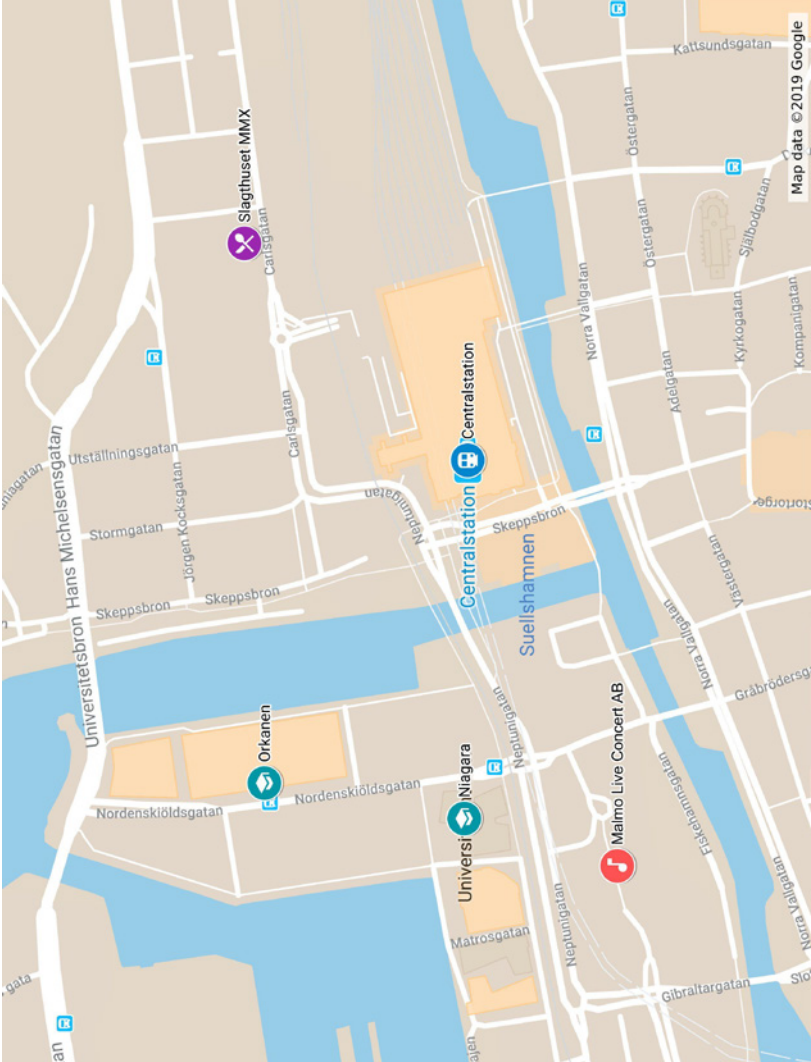 Kattsundsgatan
Map data ©2019 Google
Östergatan
Slagthuset MMX
Carlsgatan
Östergatan
Själbodgatan
Norra Vallgatan
Kyrkogatan
Kompanigatan
Adelgatan
Carlsgatan
Utställningsgatan
Centralstation
Centralstation
Neptunigatan
Skeppsbron
Stormgatan
Jörgen Kocksgatan
Universitetsbron Hans Michelsensgatan
Skeppsbron
Skeppsbron
Suellshamnen
Västergatan
Norra Vallgatan
Norra Vallgatan
Neptunigatan
Orkanen
Nordenskiöldsgatan
Nordenskiöldsgatan
Niagara
Malmo Live Concert AB
Fiskehamnsgatan
Neptunigatan
Matrosgatan
Gibraltargatan
Norra Vallgatan